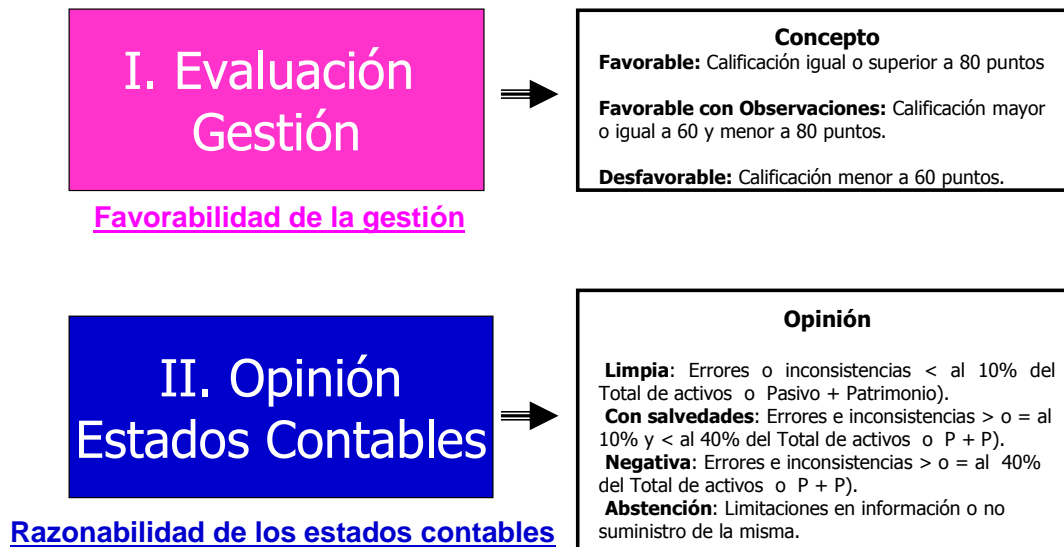 I. Evaluación
Gestión
Favorabilidad de la gestión
Concepto
Favorable: Calificación igual o superior a 80 puntos
Favorable con Observaciones: Calificación mayor
o igual a 60 y menor a 80 puntos.
Desfavorable: Calificación menor a 60 puntos.
II. Opinión
Estados Contables
Razonabilidad de los estados contables
Opinión
Limpia: Errores o inconsistencias < al 10% del
Total de activos o Pasivo + Patrimonio).
Con salvedades: Errores e inconsistencias > o = al
10% y < al 40% del Total de activos o P + P).
Negativa: Errores e inconsistencias > o = al 40%
del Total de activos o P + P).
Abstención: Limitaciones en información o no
suministro de la misma.